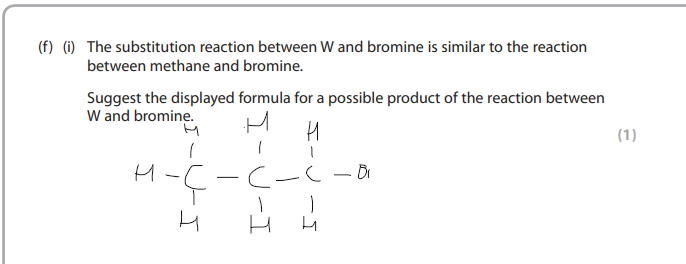 (f) (i) The substitution reaction between W and bromine is similar to the reaction
between methane and bromine.
Suggest the displayed formula for a possible product of the reaction between
W and bromine.
(1)
H H H
H - C - C - C - Br
H H H